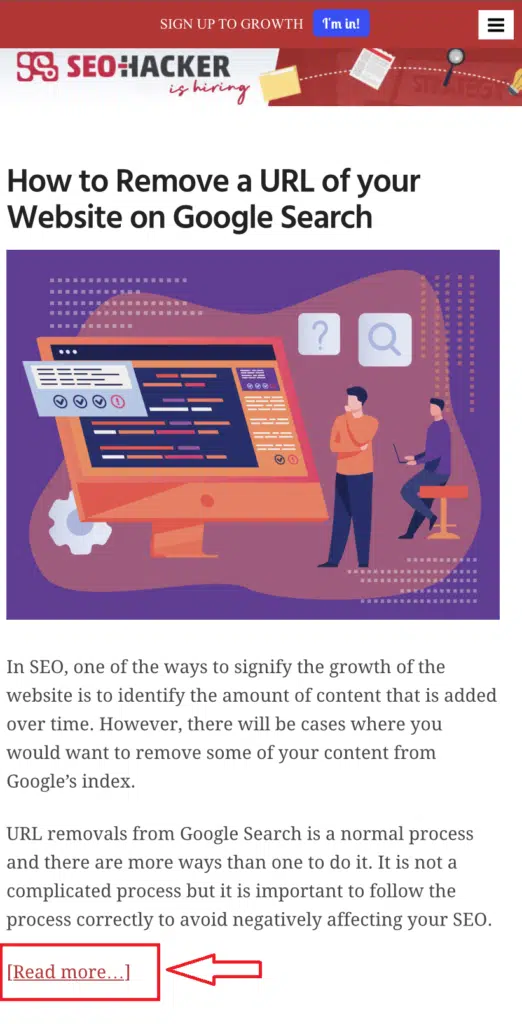 SIGN UP TO GROWTH I'm in!
SEO HACKER
is hiring
STRATEGY
How to Remove a URL of your
Website on Google Search
?
In SEO, one of the ways to signify the growth of the
website is to identify the amount of content that is added
over time. However, there will be cases where you
would want to remove some of your content from
Google’s index.
URL removals from Google Search is a normal process
and there are more ways than one to do it. It is not a
complicated process but it is important to follow the
process correctly to avoid negatively affecting your SEO.
[Read more…]